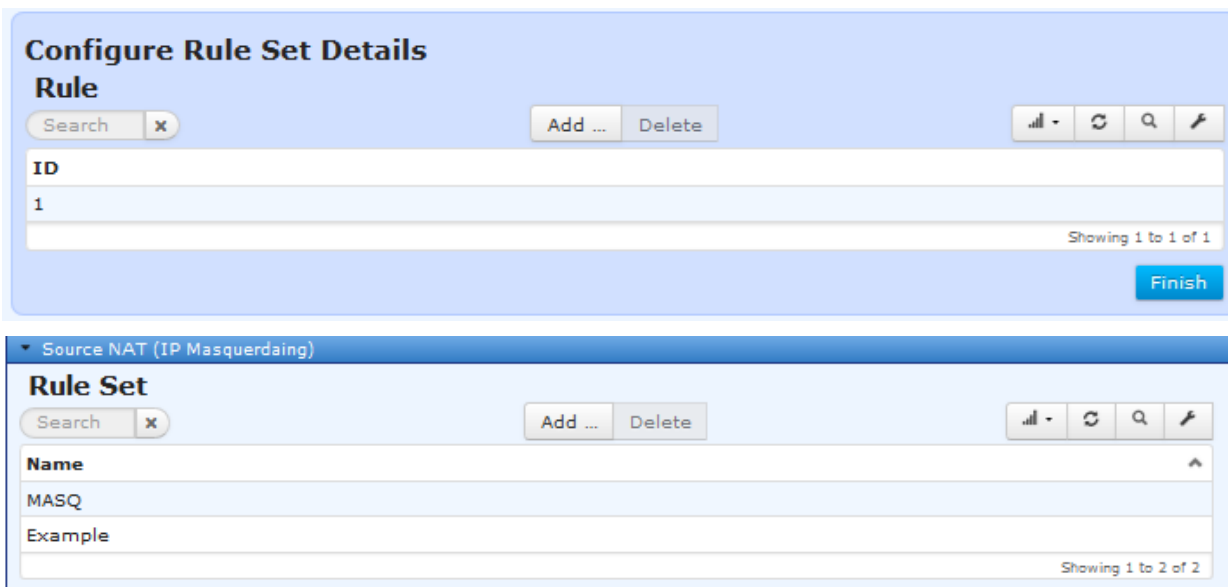 Configure Rule Set Details
Rule
Search
Add ... Delete
ID
1
Showing 1 to 1 of 1
Finish
Source NAT (IP Masquerdaing)
Rule Set
Search
Add ... Delete
Name
MASQ
Example
Showing 1 to 2 of 2